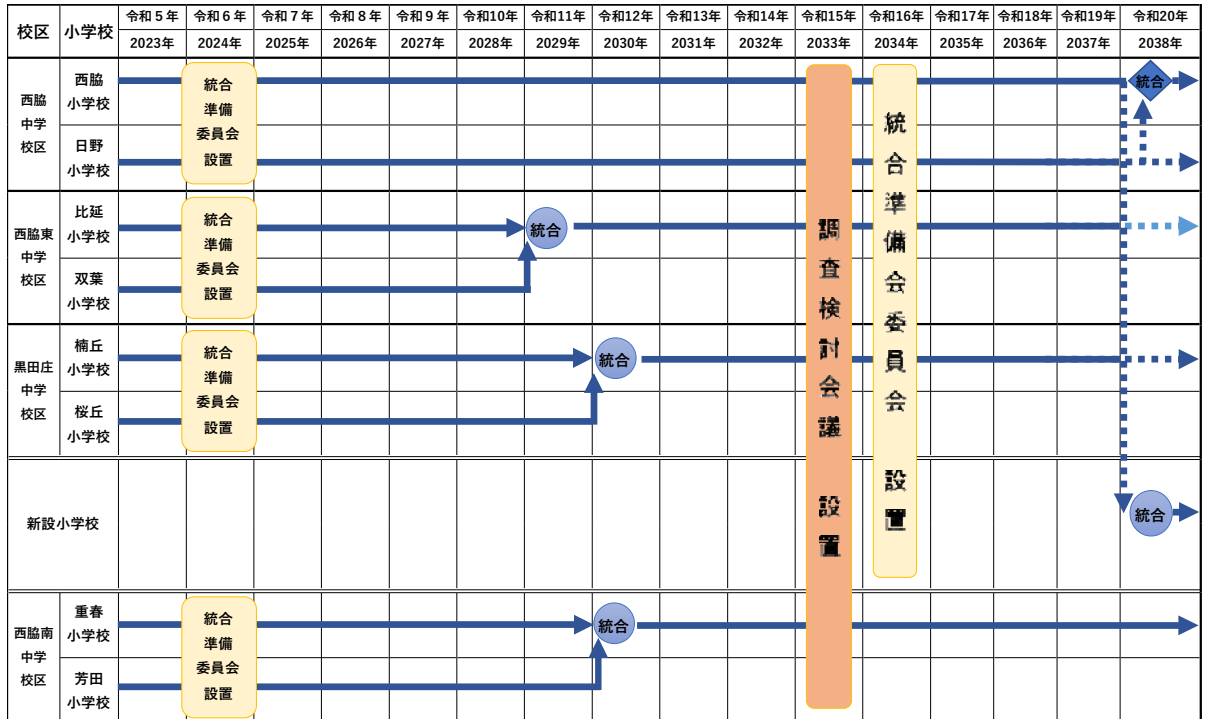 校区 小学校 令和５年 令和６年 令和７年 令和８年 令和９年 令和10年 令和11年 令和12年 令和13年 令和14年 令和15年 令和16年 令和17年 令和18年 令和19年 令和20年
2023年 2024年 2025年 2026年 2027年 2028年 2029年 2030年 2031年 2032年 2033年 2034年 2035年 2036年 2037年 2038年
西脇
中学
校区
西脇
小学校
日野
小学校
統合
準備
委員会
設置
統合
西脇東
中学
校区
比延
小学校
双葉
小学校
統合
準備
委員会
設置
統合
黒田庄
中学
校区
楠丘
小学校
桜丘
小学校
統合
準備
委員会
設置
統合
調査検討会議 設置
統合準備会委員会 設置
新設小学校
統合
西脇南
中学
校区
重春
小学校
芳田
小学校
統合
準備
委員会
設置
統合